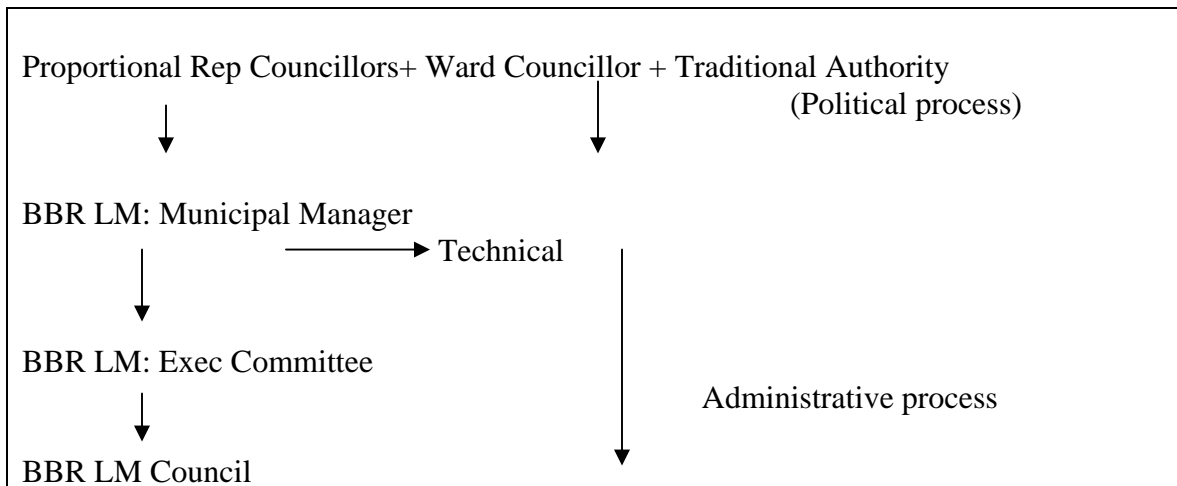 Proportional Rep Councillors+ Ward Councillor + Traditional Authority
(Political process)
BBR LM: Municipal Manager
Technical
BBR LM: Exec Committee
Administrative process
BBR LM Council